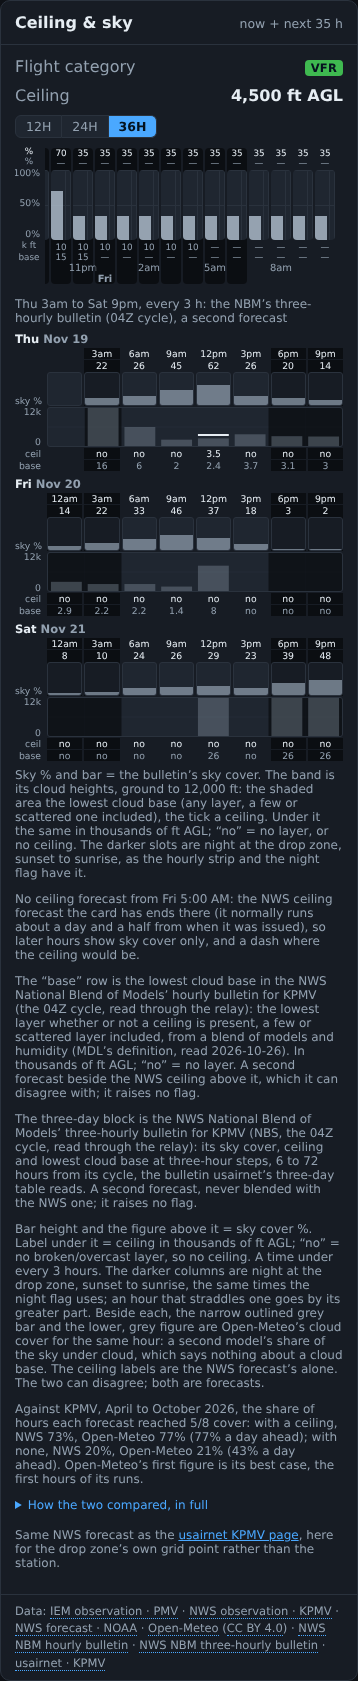 Ceiling & sky now + next 35 h
Flight category VFR
Ceiling 4,500 ft AGL
12H 24H 36H
% 70 35 35 35 35 35 35 35 35 35 35 35 35
% — — — — — — — — — — — — —
100%
50%
0%
k ft 10 10 10 10 10 10 10 — — — — — —
base 15 15 — — — — — — — — — — —
11pm 2am 5am 8am
Fri
Thu 3am to Sat 9pm, every 3 h: the NBM’s three-
hourly bulletin (04Z cycle), a second forecast
Thu Nov 19
3am 6am 9am 12pm 3pm 6pm 9pm
22 26 45 62 26 20 14
sky %
12k
0
ceil no no no 3.5 no no no
base 16 6 2 2.4 3.7 3.1 3
Fri Nov 20
12am 3am 6am 9am 12pm 3pm 6pm 9pm
14 22 33 46 37 18 3 2
sky %
12k
0
ceil no no no no no no no no
base 2.9 2.2 2.2 1.4 8 no no no
Sat Nov 21
12am 3am 6am 9am 12pm 3pm 6pm 9pm
8 10 24 26 29 23 39 48
sky %
12k
0
ceil no no no no no no no no
base no no no no 26 no 26 26
Sky % and bar = the bulletin’s sky cover. The band is
its cloud heights, ground to 12,000 ft: the shaded
area the lowest cloud base (any layer, a few or
scattered one included), the tick a ceiling. Under it
the same in thousands of ft AGL; “no” = no layer, or
no ceiling. The darker slots are night at the drop zone,
sunset to sunrise, as the hourly strip and the night
flag have it.
No ceiling forecast from Fri 5:00 AM: the NWS ceiling
forecast the card has ends there (it normally runs
about a day and a half from when it was issued), so
later hours show sky cover only, and a dash where
the ceiling would be.
The “base” row is the lowest cloud base in the NWS
National Blend of Models’ hourly bulletin for KPMV
(the 04Z cycle, read through the relay): the lowest
layer whether or not a ceiling is present, a few or
scattered layer included, from a blend of models and
humidity (MDL’s definition, read 2026-10-26). In
thousands of ft AGL; “no” = no layer. A second
forecast beside the NWS ceiling above it, which it can
disagree with; it raises no flag.
The three-day block is the NWS National Blend of
Models’ three-hourly bulletin for KPMV (NBS, the 04Z
cycle, read through the relay): its sky cover, ceiling
and lowest cloud base at three-hour steps, 6 to 72
hours from its cycle, the bulletin usairnet’s three-day
table reads. A second forecast, never blended with
the NWS one; it raises no flag.
Bar height and the figure above it = sky cover %.
Label under it = ceiling in thousands of ft AGL; “no” =
no broken/overcast layer, so no ceiling. A time under
every 3 hours. The darker columns are night at the
drop zone, sunset to sunrise, the same times the
night flag uses; an hour that straddles one goes by its
greater part. Beside each, the narrow outlined grey
bar and the lower, grey figure are Open-Meteo’s cloud
cover for the same hour: a second model’s share of
the sky under cloud, which says nothing about a cloud
base. The ceiling labels are the NWS forecast’s alone.
The two can disagree; both are forecasts.
Against KPMV, April to October 2026, the share of
hours each forecast reached 5/8 cover: with a ceiling,
NWS 73%, Open-Meteo 77% (77% a day ahead); with
none, NWS 20%, Open-Meteo 21% (43% a day
ahead). Open-Meteo’s first figure is its best case, the
first hours of its runs.
▶ How the two compared, in full
Same NWS forecast as the usairnet KPMV page, here
for the drop zone’s own grid point rather than the
station.
Data: IEM observation · PMV · NWS observation · KPMV ·
NWS forecast · NOAA · Open-Meteo (CC BY 4.0) · NWS
NBM hourly bulletin · NWS NBM three-hourly bulletin ·
usairnet · KPMV